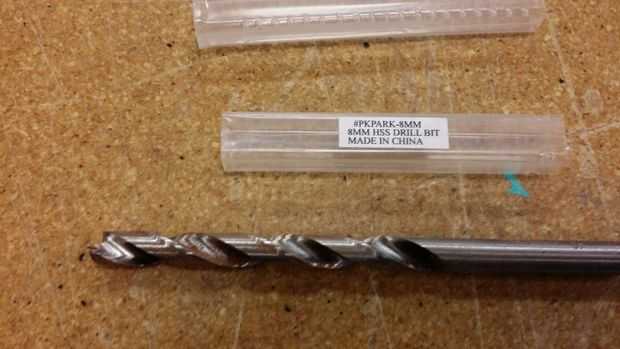 #PKPARK-8MM
8MM HSS DRILL BIT
MADE IN CHINA